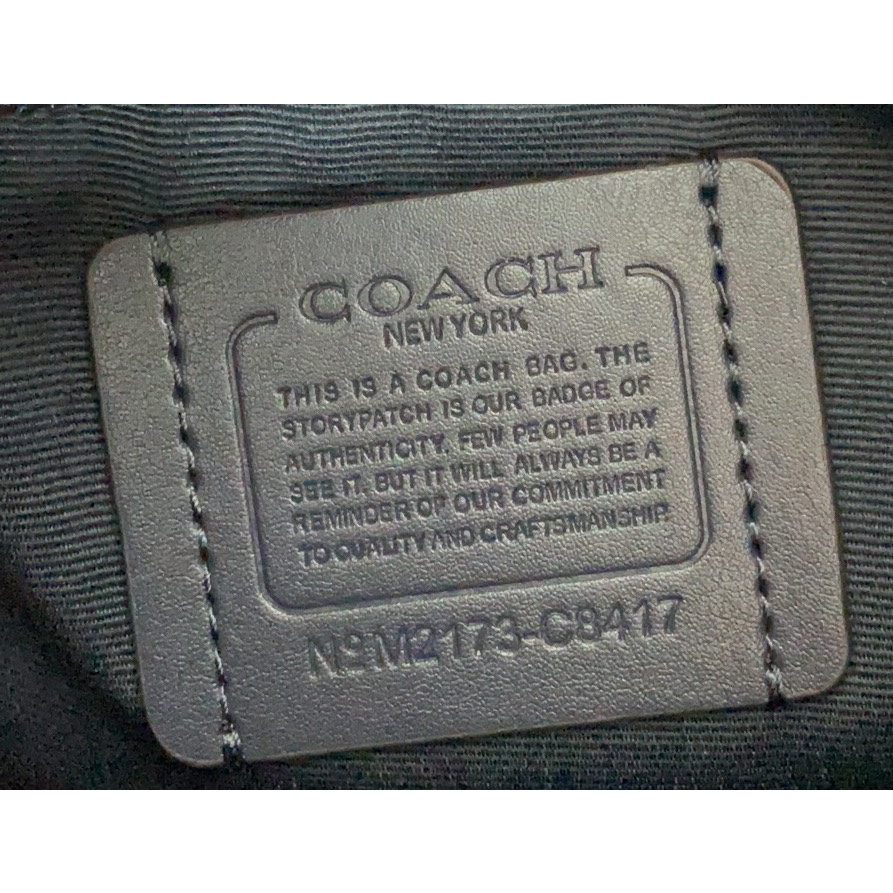 COACH
NEW YORK
THIS IS A COACH BAG. THE
STORYPATCH IS OUR BADGE OF
AUTHENTICITY. FEW PEOPLE MAY
SEE IT. BUT IT WILL ALWAYS BE A
REMINDER OF OUR COMMITMENT
TO QUALITY AND CRAFTSMANSHIP.
NºM2173-C8417